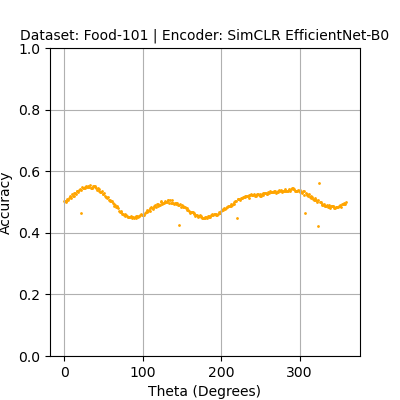 Dataset: Food-101 | Encoder: SimCLR EfficientNet-B0
1.0
0.8
0.6
0.4
0.2
0.0
Accuracy
0 100 200 300
Theta (Degrees)